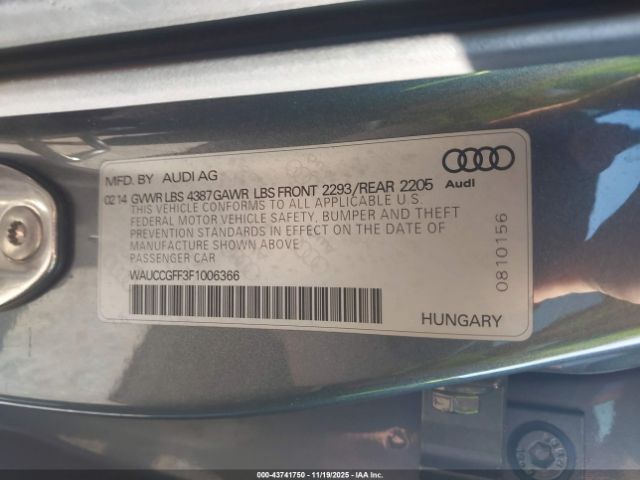 MFD. BY AUDI AG
02 14 GVWR LBS 4387 GAWR LBS FRONT 2293/REAR 2205
Audi
THIS VEHICLE CONFORMS TO ALL APPLICABLE U.S.
FEDERAL MOTOR VEHICLE SAFETY, BUMPER AND THEFT
PREVENTION STANDARDS IN EFFECT ON THE DATE OF
MANUFACTURE SHOWN ABOVE
PASSENGER CAR
WAUCCGFF3F1006366
0810156
HUNGARY
000-43741750 - 11/19/2025 - IAAI INC.